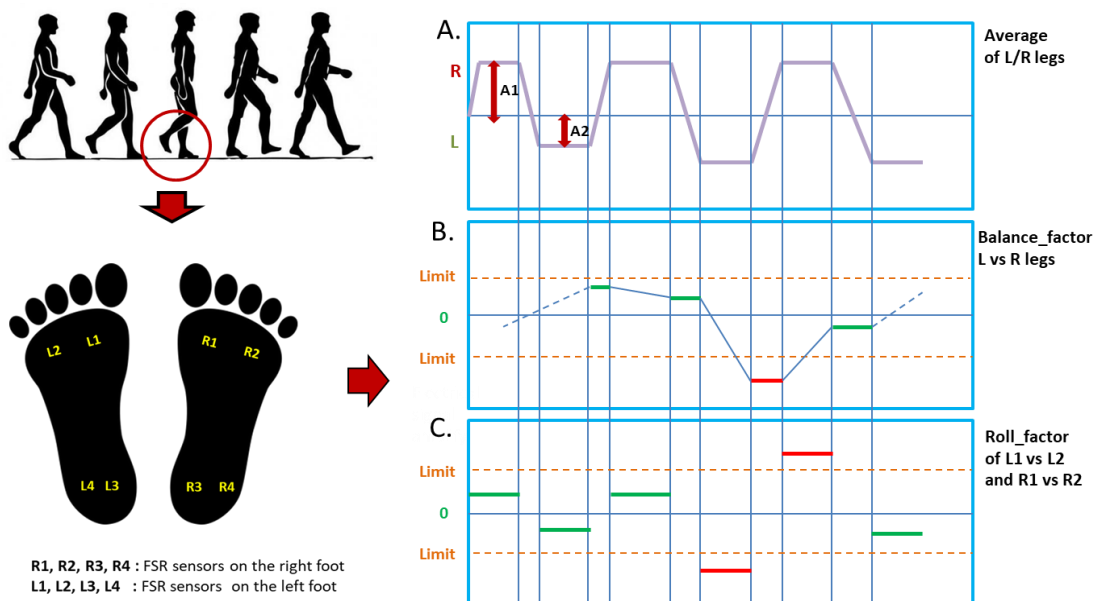 A.
R
L
A1
A2
Average
of L/R legs
B.
Limit
0
Limit
Balance_factor
L vs R legs
C.
Limit
0
Limit
Roll_factor
of L1 vs L2
and R1 vs R2
L2 L1
R1 R2
L4 L3
R3 R4
R1, R2, R3, R4 : FSR sensors on the right foot
L1, L2, L3, L4 : FSR sensors on the left foot